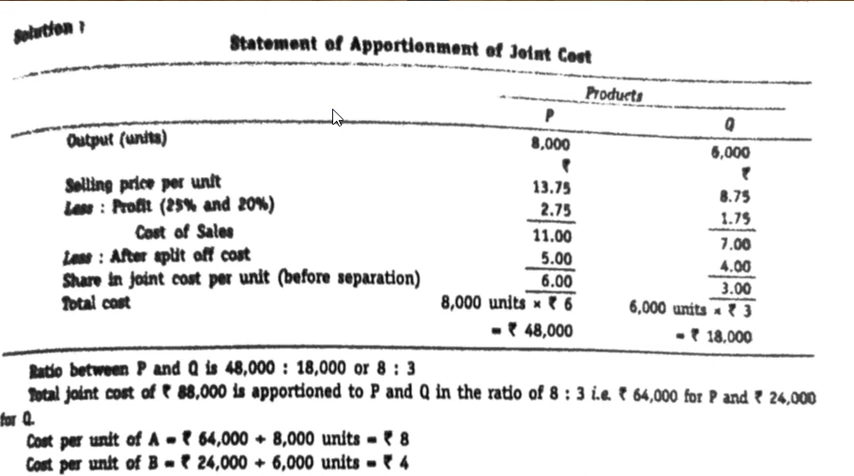 Solution :
Statement of Apportionment of Joint Cost
Products
P Q
Output (units) 8,000 6,000
₹ ₹
Selling price per unit 13.75 8.75
Less : Profit (25% and 20%) 2.75 1.75
Cost of Sales 11.00 7.00
Less : After split off cost 5.00 4.00
Share in joint cost per unit (before separation) 6.00 3.00
Total cost 8,000 units × ₹ 6 6,000 units × ₹ 3
= ₹ 48,000 = ₹ 18,000
Ratio between P and Q is 48,000 : 18,000 or 8 : 3
Total joint cost of ₹ 88,000 is apportioned to P and Q in the ratio of 8 : 3 i.e. ₹ 64,000 for P and ₹ 24,000
for Q.
Cost per unit of A = ₹ 64,000 ÷ 8,000 units = ₹ 8
Cost per unit of B = ₹ 24,000 ÷ 6,000 units = ₹ 4